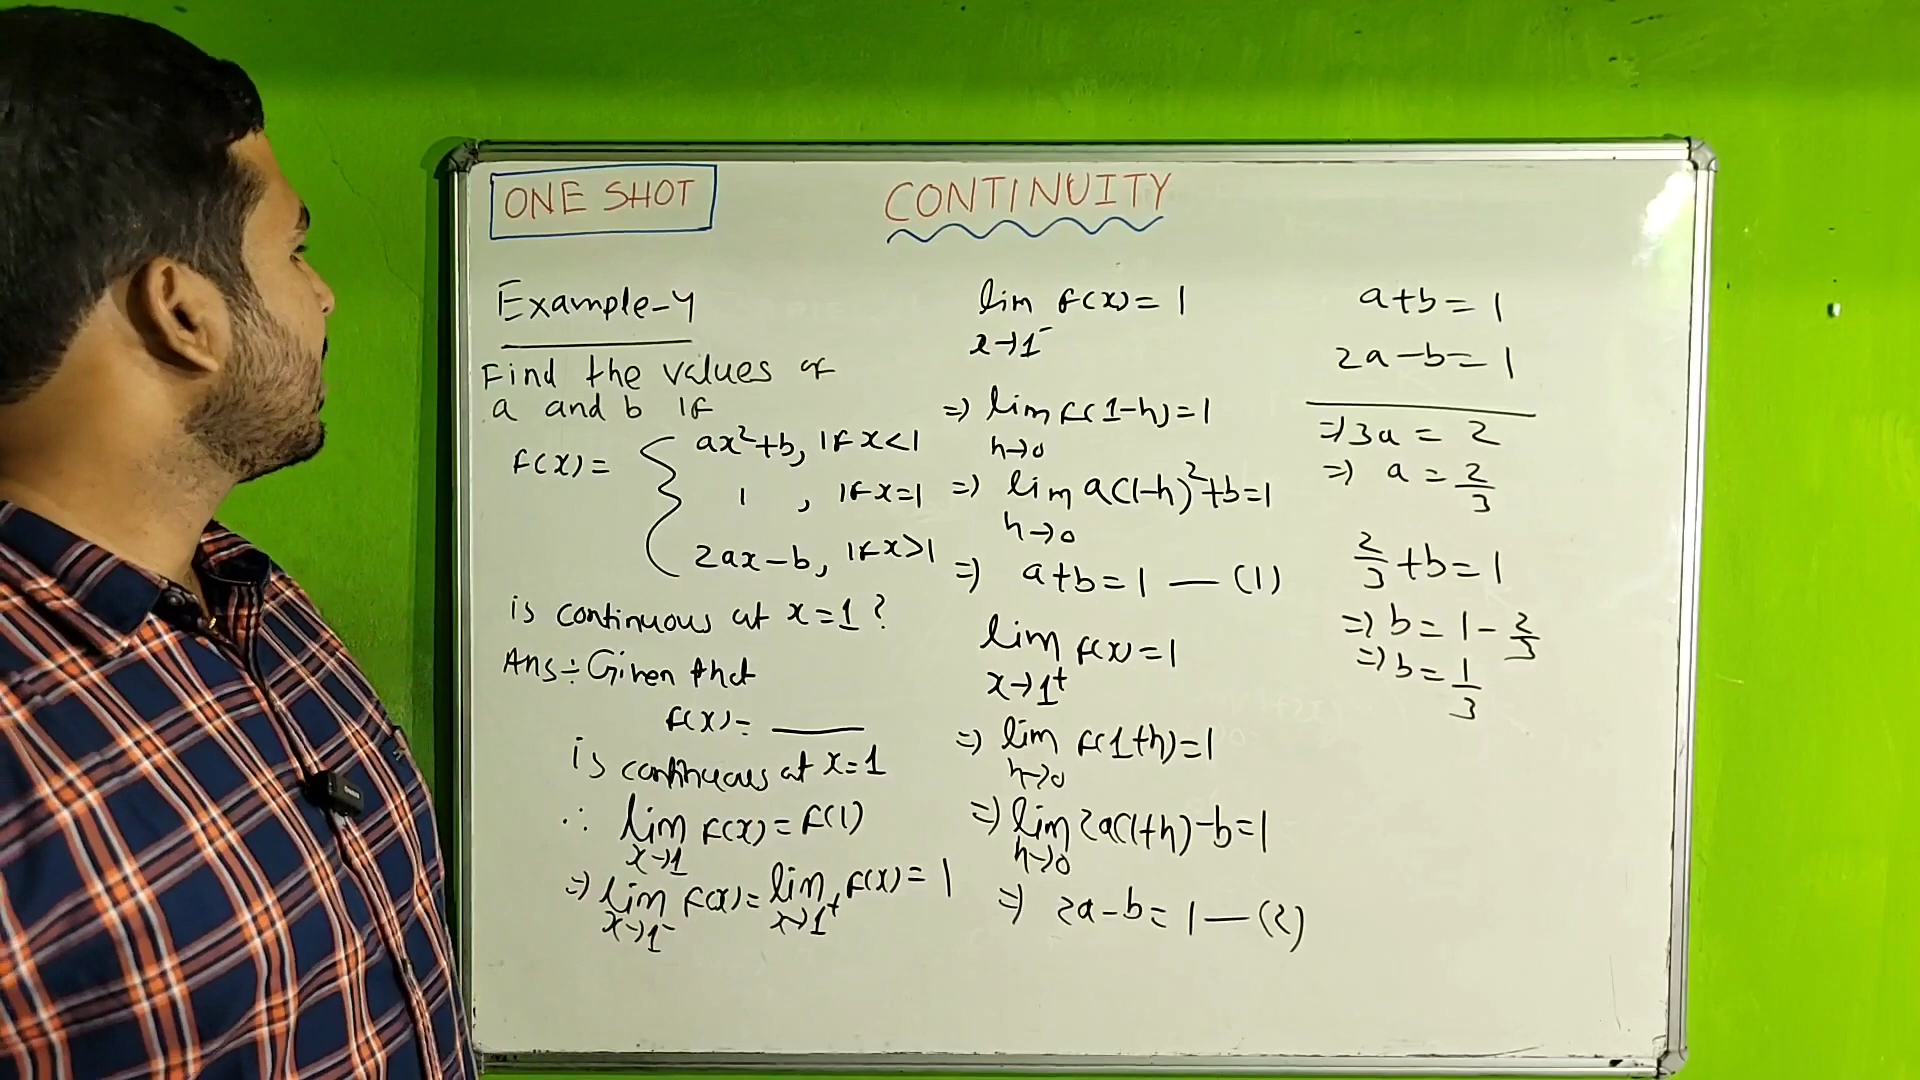 ONE SHOT
CONTINUITY
Example-4
Find the values of
a and b if
f(x) = { ax²+b, if x<1
1 , if x=1
2ax-b, if x>1
is continuous at x=1?
Ans÷ Given that
f(x)= ____
is continuous at x=1
∴ lim f(x) = f(1)
x→1
⇒ lim f(x) = lim f(x) = 1
x→1⁻ x→1⁺
lim f(x) = 1
x→1⁻
⇒ lim f(1-h) = 1
h→0
⇒ lim a(1-h)²+b=1
h→0
⇒ a+b=1 — (1)
lim f(x) = 1
x→1⁺
⇒ lim f(1+h)=1
h→0
⇒ lim 2a(1+h)-b=1
h→0
⇒ 2a-b=1 — (2)
a+b=1
2a-b=1
⇒ 3a = 2
⇒ a = 2/3
2/3 + b = 1
⇒ b = 1 - 2/3
⇒ b = 1/3